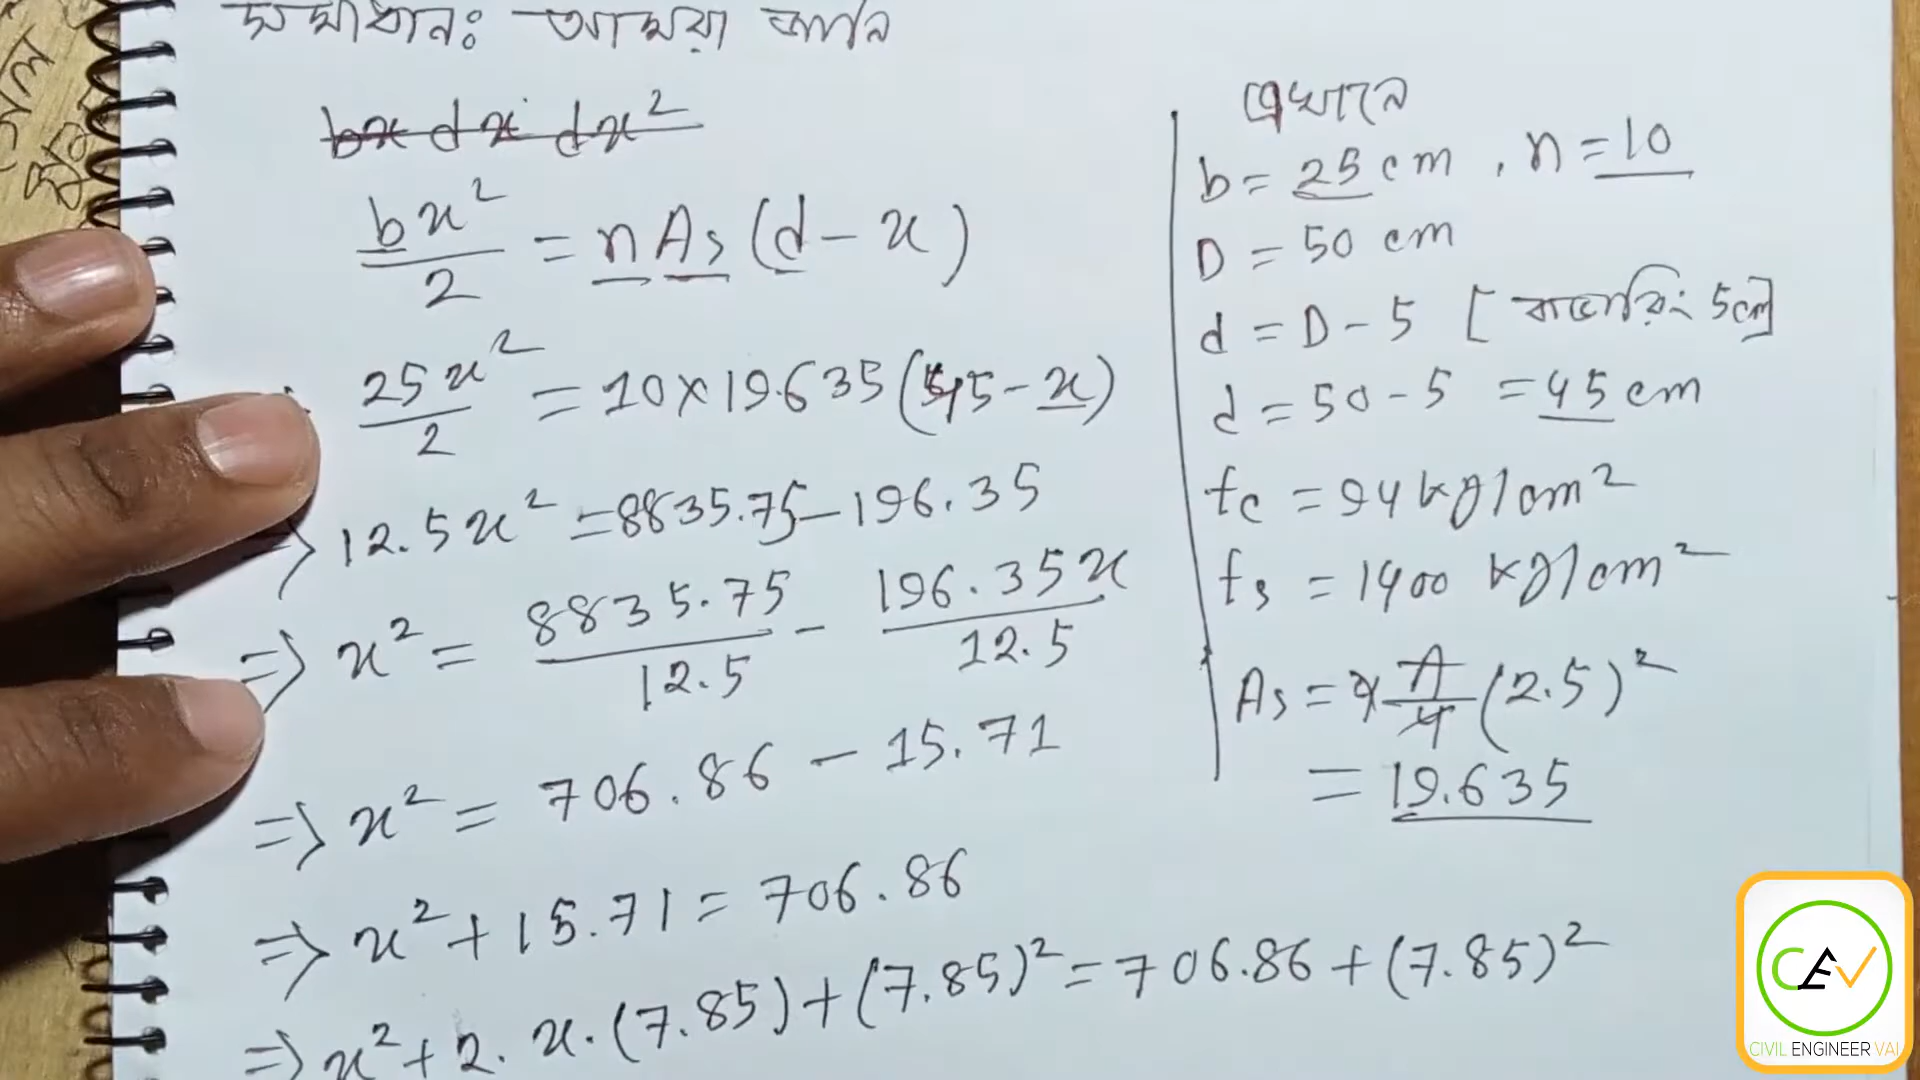 সমাধানঃ আমরা জানি
bx d x dx²
bx²/2 = nAs (d - x)
25x²/2 = 10×19.635 (45 - x)
⇒ 12.5x² = 8835.75 - 196.35
⇒ x² = 8835.75/12.5 - 196.35x/12.5
⇒ x² = 706.86 - 15.71
⇒ x² + 15.71 = 706.86
⇒ x² + 2. x. (7.85) + (7.85)² = 706.86 + (7.85)²
এখানে
b = 25 cm , n = 10
D = 50 cm
d = D - 5 [ কভারিং 5cm]
d = 50 - 5 = 45 cm
fc = 94 kg/cm²
fs = 1400 kg/cm²
As = 4 π/4 (2.5)²
= 19.635
CEV
CIVIL ENGINEER VAI